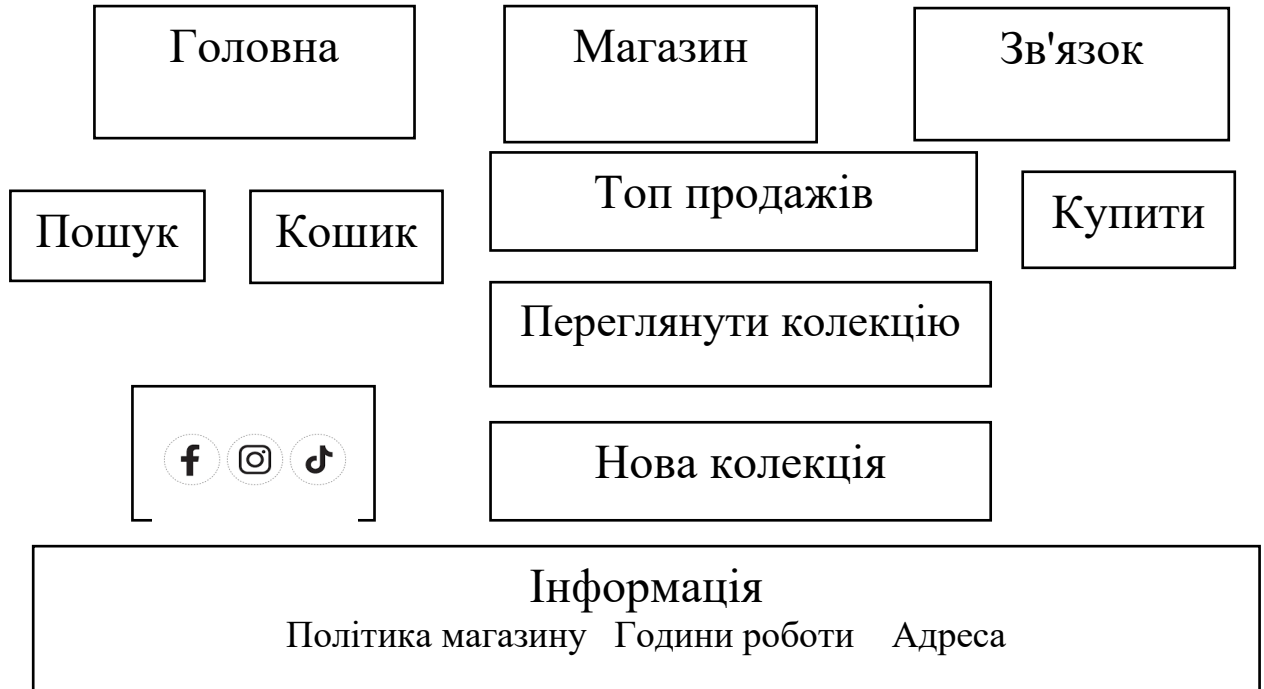 Головна
Магазин
Зв'язок
Топ продажів
Пошук
Кошик
Купити
Переглянути колекцію
Нова колекція
Інформація
Політика магазину Години роботи Адреса